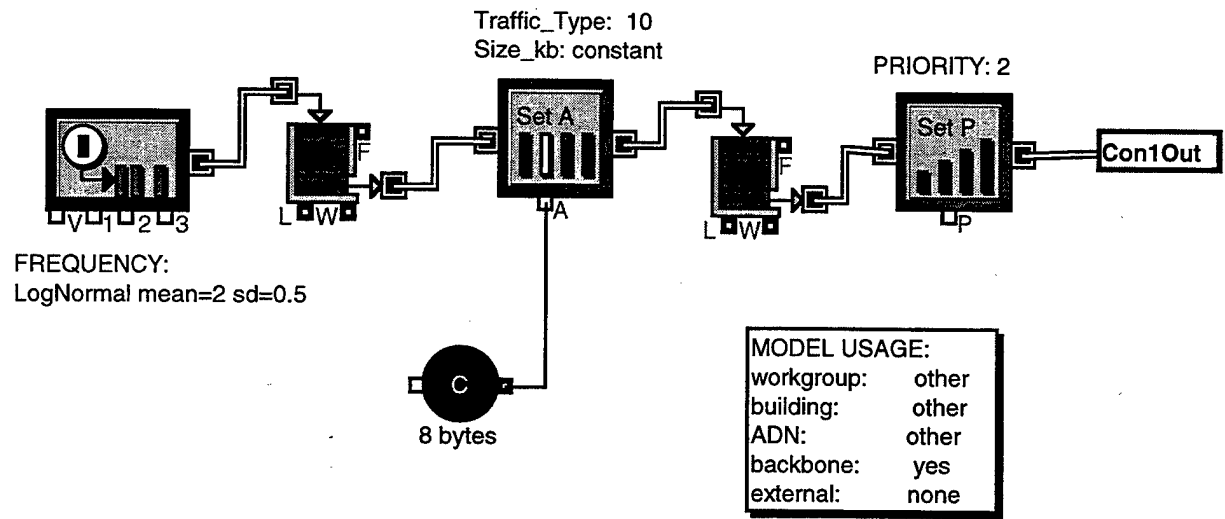 Traffic_Type: 10
Size_kb: constant
PRIORITY: 2
Set A
Set P
Con1Out
F
F
V 1 2 3
L W
A
L W
P
FREQUENCY:
LogNormal mean=2 sd=0.5
C
8 bytes
MODEL USAGE:
workgroup: other
building: other
ADN: other
backbone: yes
external: none